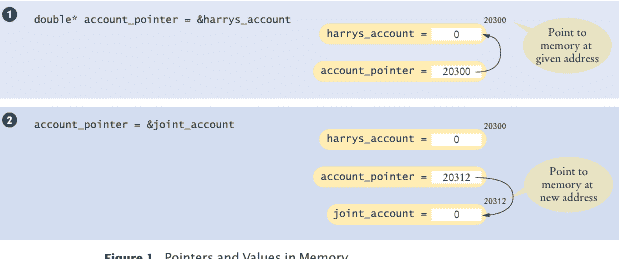 1 double* account_pointer = &harrys_account
20300
harrys_account = 0
account_pointer = 20300
Point to
memory at
given address
2 account_pointer = &joint_account
20300
harrys_account = 0
account_pointer = 20312
20312
joint_account = 0
Point to
memory at
new address
Figure 1 Pointers and Values in Memory